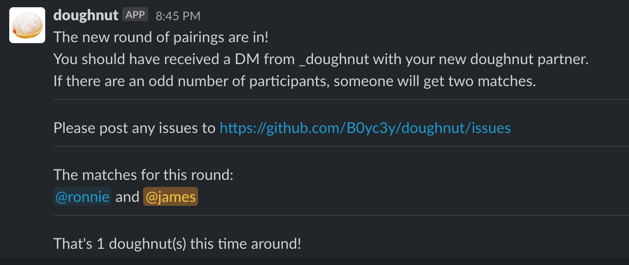 doughnut APP 8:45 PM
The new round of pairings are in!
You should have received a DM from _doughnut with your new doughnut partner.
If there are an odd number of participants, someone will get two matches.
Please post any issues to https://github.com/B0yc3y/doughnut/issues
The matches for this round:
@ronnie and @james
That's 1 doughnut(s) this time around!